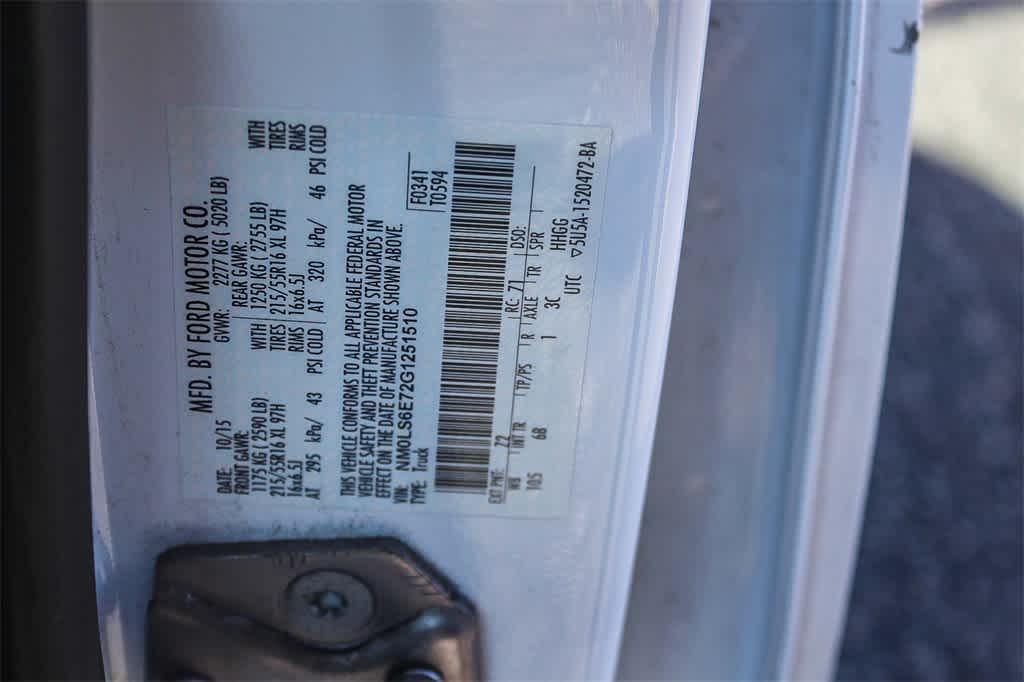 MFD. BY FORD MOTOR CO.
DATE: 10/15 GVWR: 2277 KG ( 5020 LB)
FRONT GAWR: REAR GAWR:
1175 KG ( 2590 LB) WITH 1250 KG ( 2755 LB) WITH
215/55R16 XL 97H TIRES 215/55R16 XL 97H TIRES
16x6.5J RIMS 16x6.5J RIMS
AT 295 kPa/ 43 PSI COLD AT 320 kPa/ 46 PSI COLD
THIS VEHICLE CONFORMS TO ALL APPLICABLE FEDERAL MOTOR
VEHICLE SAFETY AND THEFT PREVENTION STANDARDS IN
EFFECT ON THE DATE OF MANUFACTURE SHOWN ABOVE.
VIN: NM0LS6E72G1251510 F0341
TYPE: Truck T0594
EXT PNT: 7Z RC: 71 DSO:
WB INT TR TP/PS R AXLE TR SPR
105 6B 1 3C HHGG
UTC ▽5U5A-1520472-BA